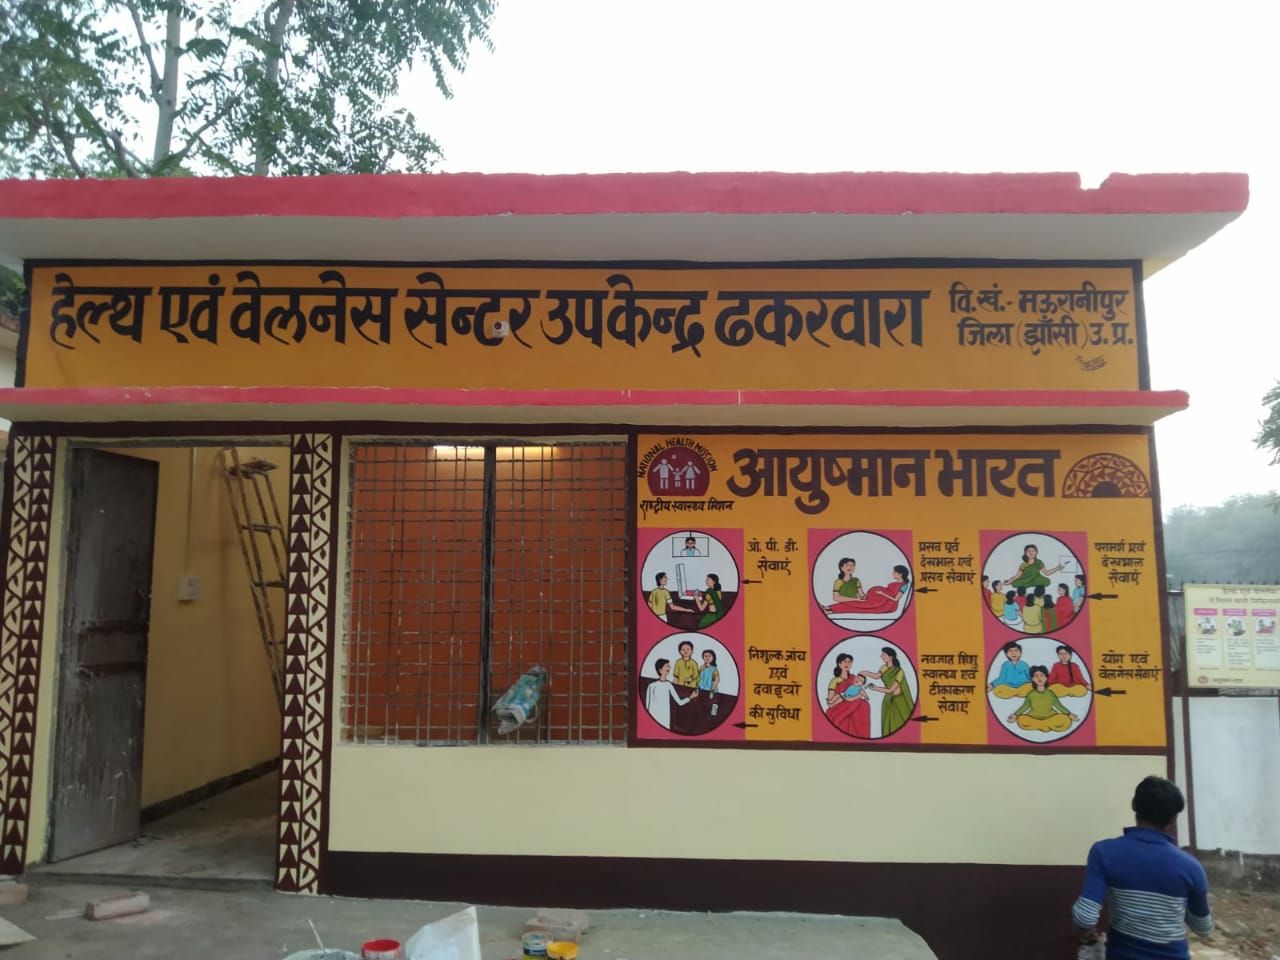 हेल्थ एवं वेलनेस सेन्टर उपकेन्द्र ढकरवारा
वि.खं.- मऊरानीपुर
जिला (झाँसी) उ. प्र.
NATIONAL HEALTH MISSION
राष्ट्रीय स्वास्थ्य मिशन
आयुष्मान भारत
ओ. पी. डी.
सेवाएं
प्रसव पूर्व
देखभाल एवं
प्रसव सेवाएं
परामर्श एवं
देखभाल
सेवाएं
निशुल्क जांच
एवं
दवाइयों
की सुविधा
नवजात शिशु
स्वास्थ्य एवं
टीकाकरण
सेवाएं
योग एवं
वेलनेस सेवाएं